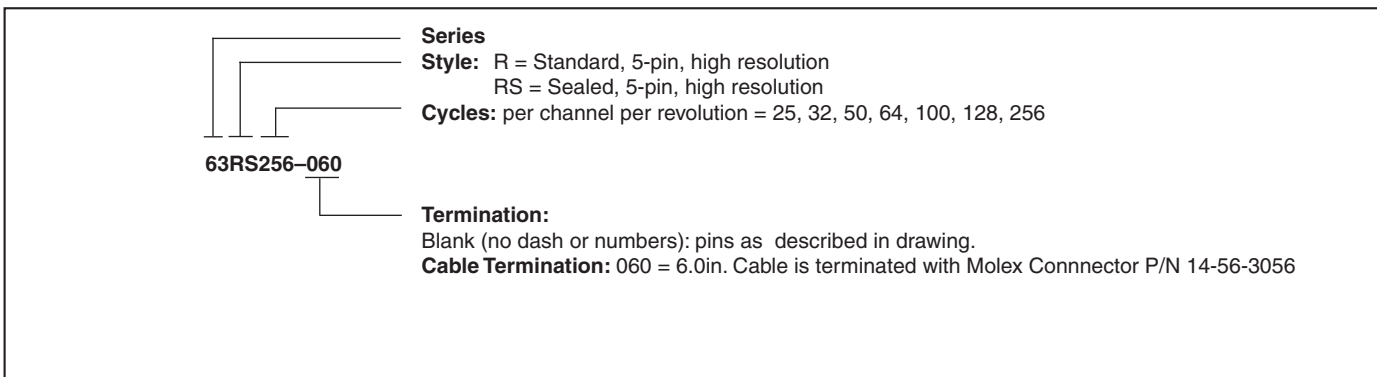 Series
Style: R = Standard, 5-pin, high resolution
RS = Sealed, 5-pin, high resolution
Cycles: per channel per revolution = 25, 32, 50, 64, 100, 128, 256
63RS256–060
Termination:
Blank (no dash or numbers): pins as described in drawing.
Cable Termination: 060 = 6.0in. Cable is terminated with Molex Connnector P/N 14-56-3056